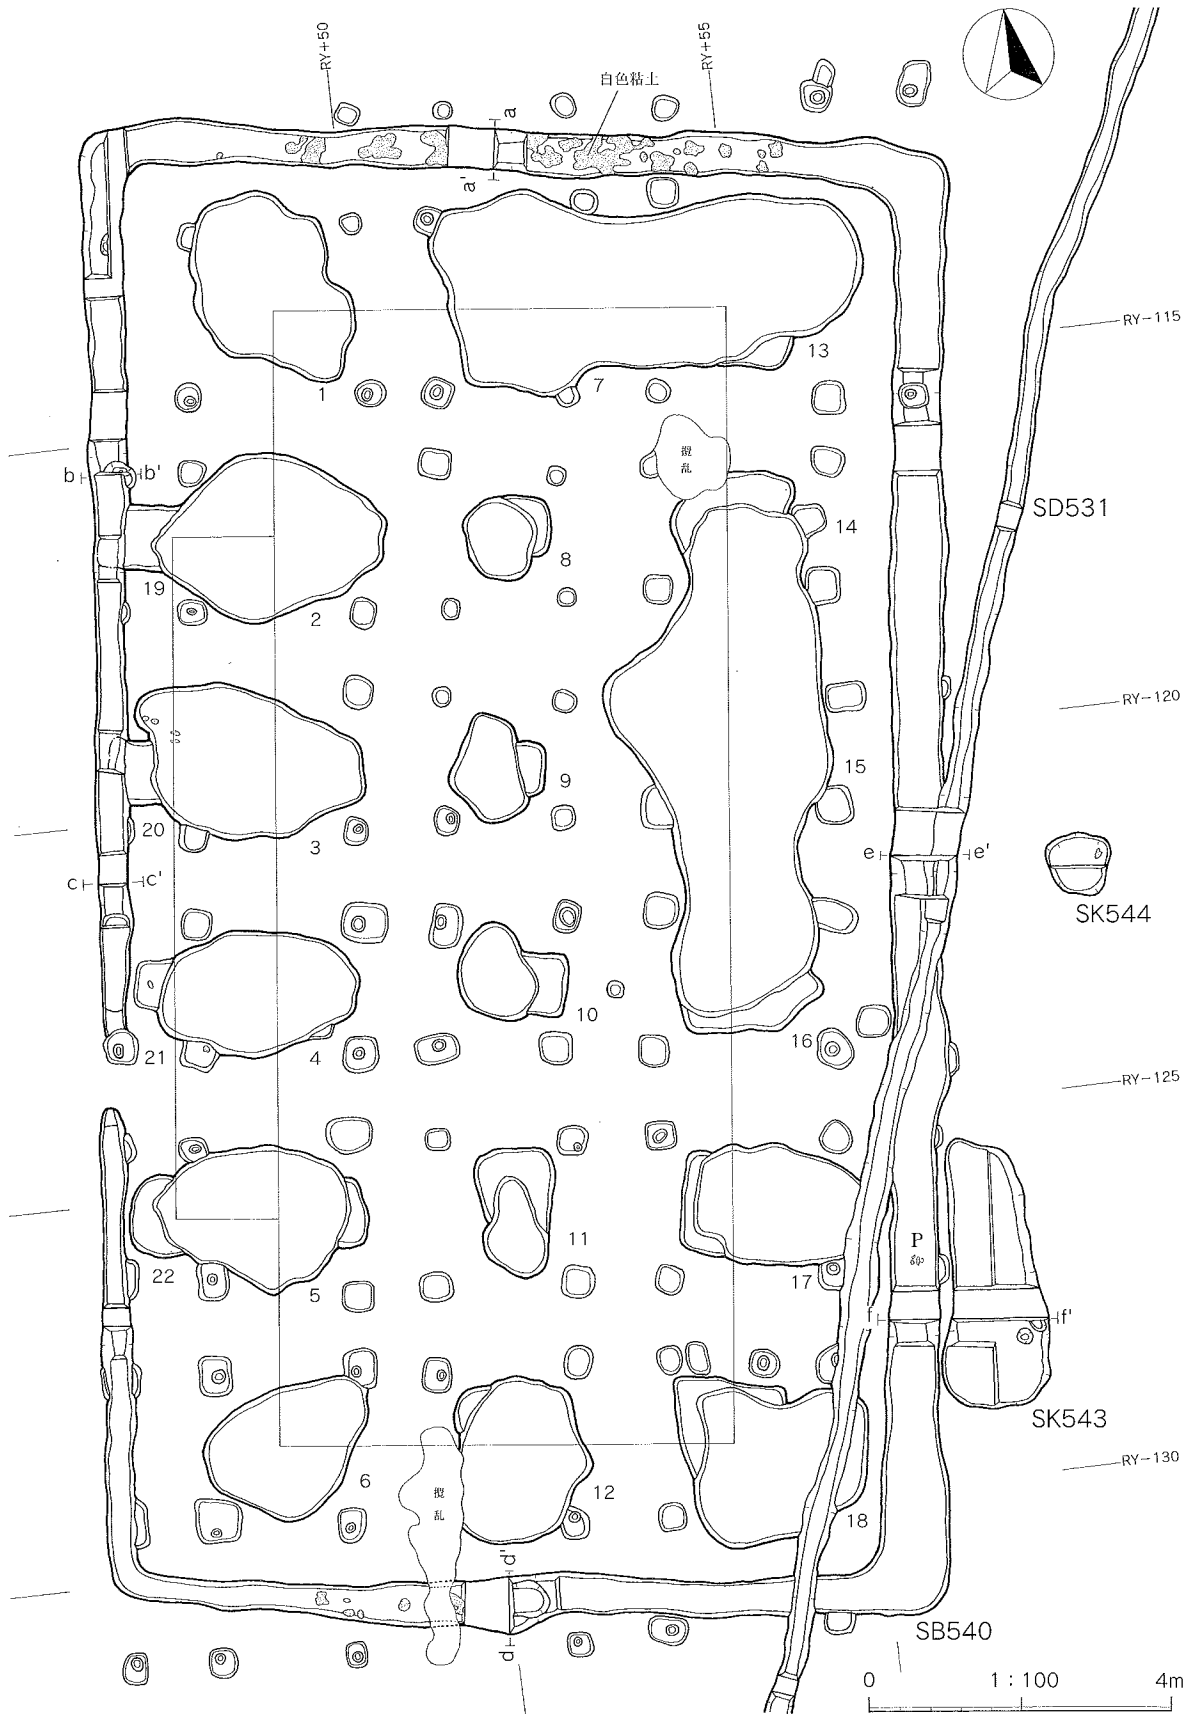 RY+50
RY+55
白色粘土
a
a'
RY-115
13
1
7
攪乱
b
b'
SD531
14
8
19
2
RY-120
15
9
20
3
e
e'
c
c'
SK544
10
16
21
4
RY-125
11
P
22
5
17
f
f'
SK543
RY-130
6
攪乱
12
18
d'
d
SB540
0
1：100
4m